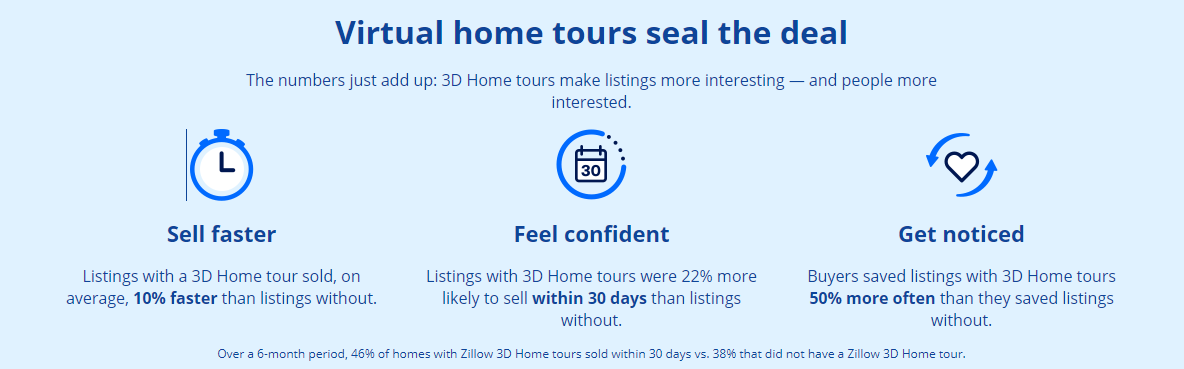 Virtual home tours seal the deal
The numbers just add up: 3D Home tours make listings more interesting — and people more
interested.
30
Sell faster
Listings with a 3D Home tour sold, on
average, 10% faster than listings without.
Feel confident
Listings with 3D Home tours were 22% more
likely to sell within 30 days than listings
without.
Get noticed
Buyers saved listings with 3D Home tours
50% more often than they saved listings
without.
Over a 6-month period, 46% of homes with Zillow 3D Home tours sold within 30 days vs. 38% that did not have a Zillow 3D Home tour.